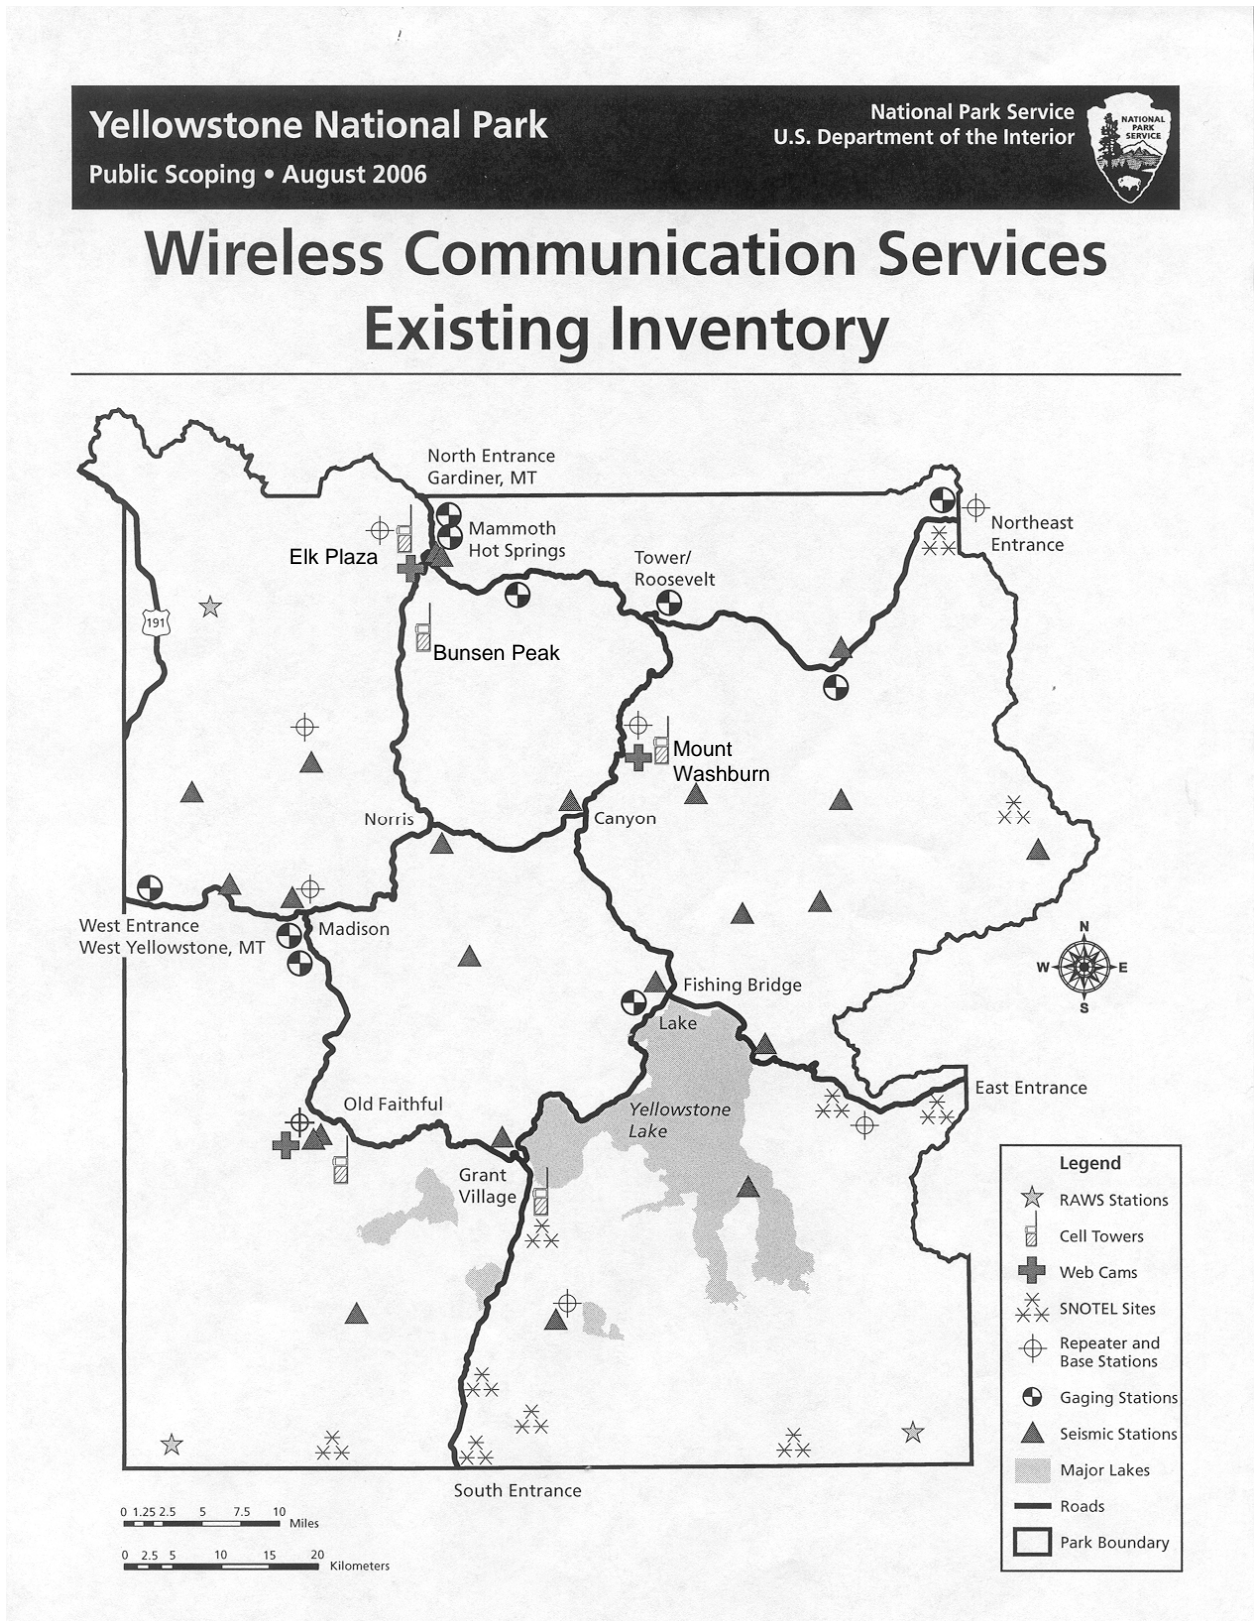 Yellowstone National Park
Public Scoping • August 2006
National Park Service
U.S. Department of the Interior
NATIONAL
PARK
SERVICE
Wireless Communication Services
Existing Inventory
North Entrance
Gardiner, MT
Mammoth
Hot Springs
Elk Plaza
Tower/
Roosevelt
Northeast
Entrance
191
Bunsen Peak
Mount
Washburn
Norris
Canyon
West Entrance
West Yellowstone, MT
Madison
N
W
E
S
Fishing Bridge
Lake
East Entrance
Old Faithful
Yellowstone
Lake
Grant
Village
Legend
RAWS Stations
Cell Towers
Web Cams
SNOTEL Sites
Repeater and
Base Stations
Gaging Stations
Seismic Stations
Major Lakes
Roads
Park Boundary
South Entrance
0 1.25 2.5 5 7.5 10
Miles
0 2.5 5 10 15 20
Kilometers